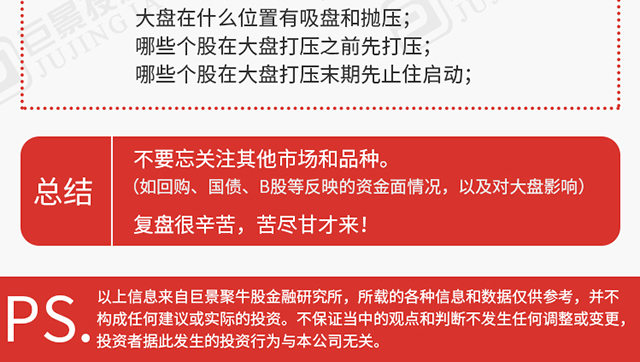 大盘在什么位置有吸盘和抛压；
哪些个股在大盘打压之前先打压；
哪些个股在大盘打压末期先止住启动；
总结
不要忘关注其他市场和品种。
（如回购、国债、B股等反映的资金面情况，以及对大盘影响）
复盘很辛苦，苦尽甘才来！
PS.
以上信息来自巨景聚牛股金融研究所，所载的各种信息和数据仅供参考，并不
构成任何建议或实际的投资。不保证当中的观点和判断不发生任何调整或变更，
投资者据此发生的投资行为与本公司无关。